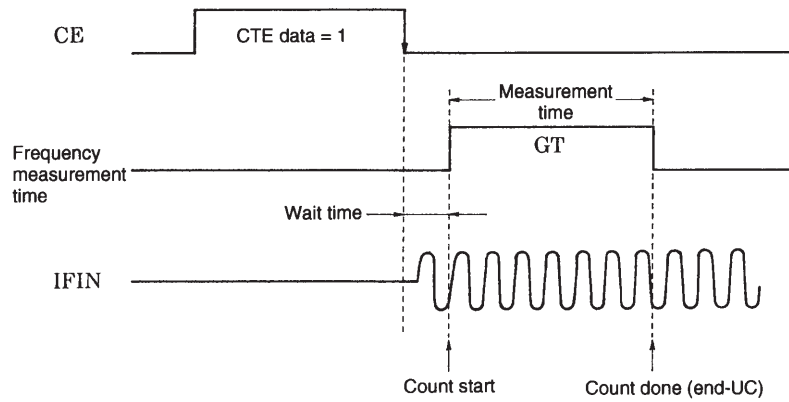 CE
CTE data = 1
Measurement
time
GT
Frequency
measurement
time
Wait time
IFIN
Count start
Count done (end-UC)